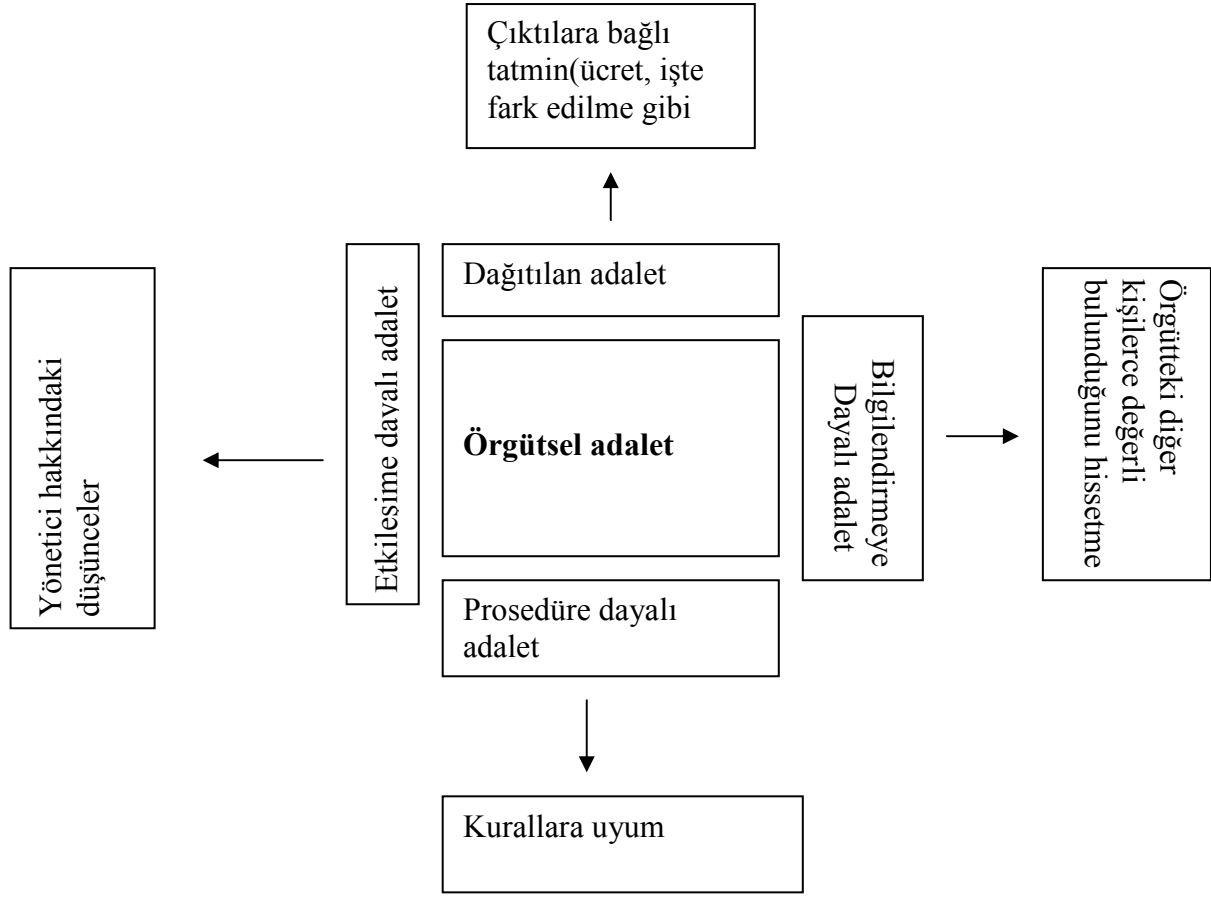 Çıktılara bağlı
tatmin(ücret, işte
fark edilme gibi
Dağıtılan adalet
Etkileşime dayalı adalet
Yönetici hakkındaki
düşünceler
Örgütsel adalet
Bilgilendirmeye
Dayalı adalet
Örgütteki diğer
kişilerce değerli
bulunduğunu hissetme
Prosedüre dayalı
adalet
Kurallara uyum